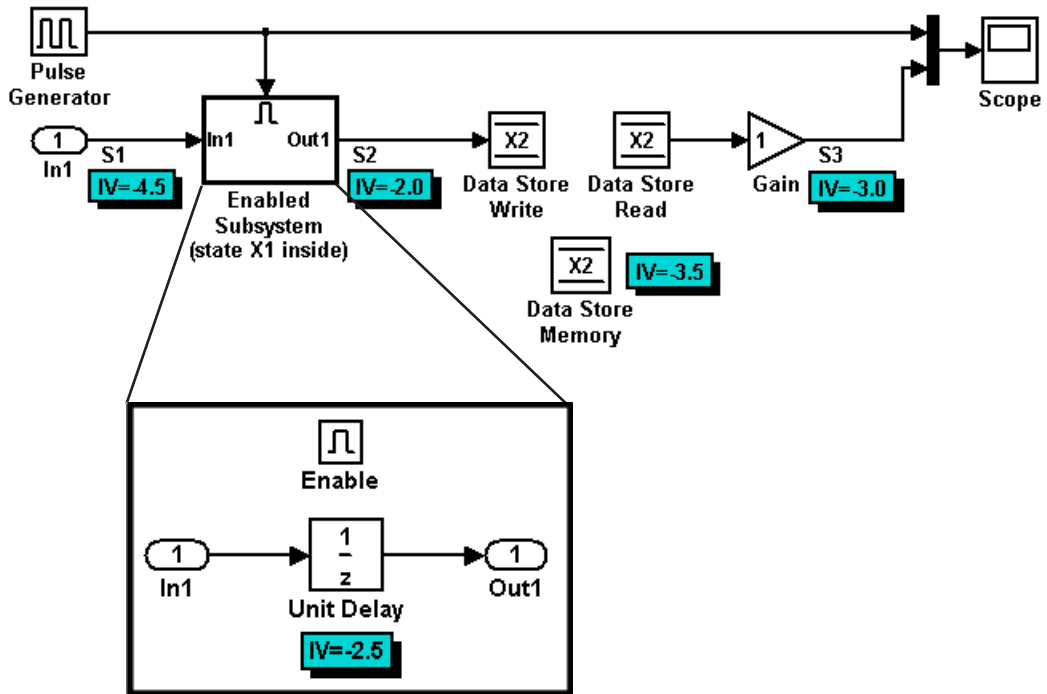 Pulse
Generator
1
In1
S1
IV=-4.5
In1
Out1
Enabled
Subsystem
(state X1 inside)
S2
IV=-2.0
X2
Data Store
Write
X2
Data Store
Read
1
Gain
S3
IV=-3.0
Scope
X2
Data Store
Memory
IV=-3.5
Enable
1
In1
1
z
Unit Delay
IV=-2.5
1
Out1